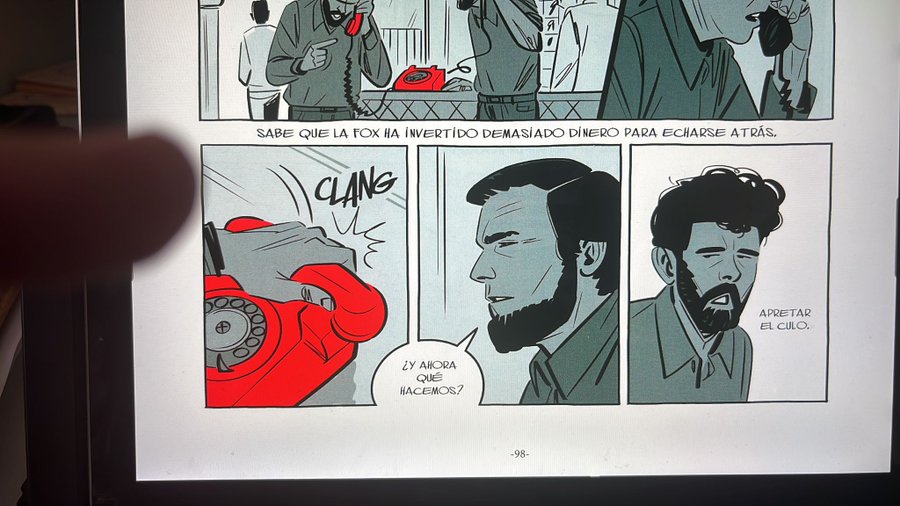 SABE QUE LA FOX HA INVERTIDO DEMASIADO DINERO PARA ECHARSE ATRÁS.
CLANG
¿Y AHORA
QUÉ
HACEMOS?
APRETAR
EL CULO.
-98-